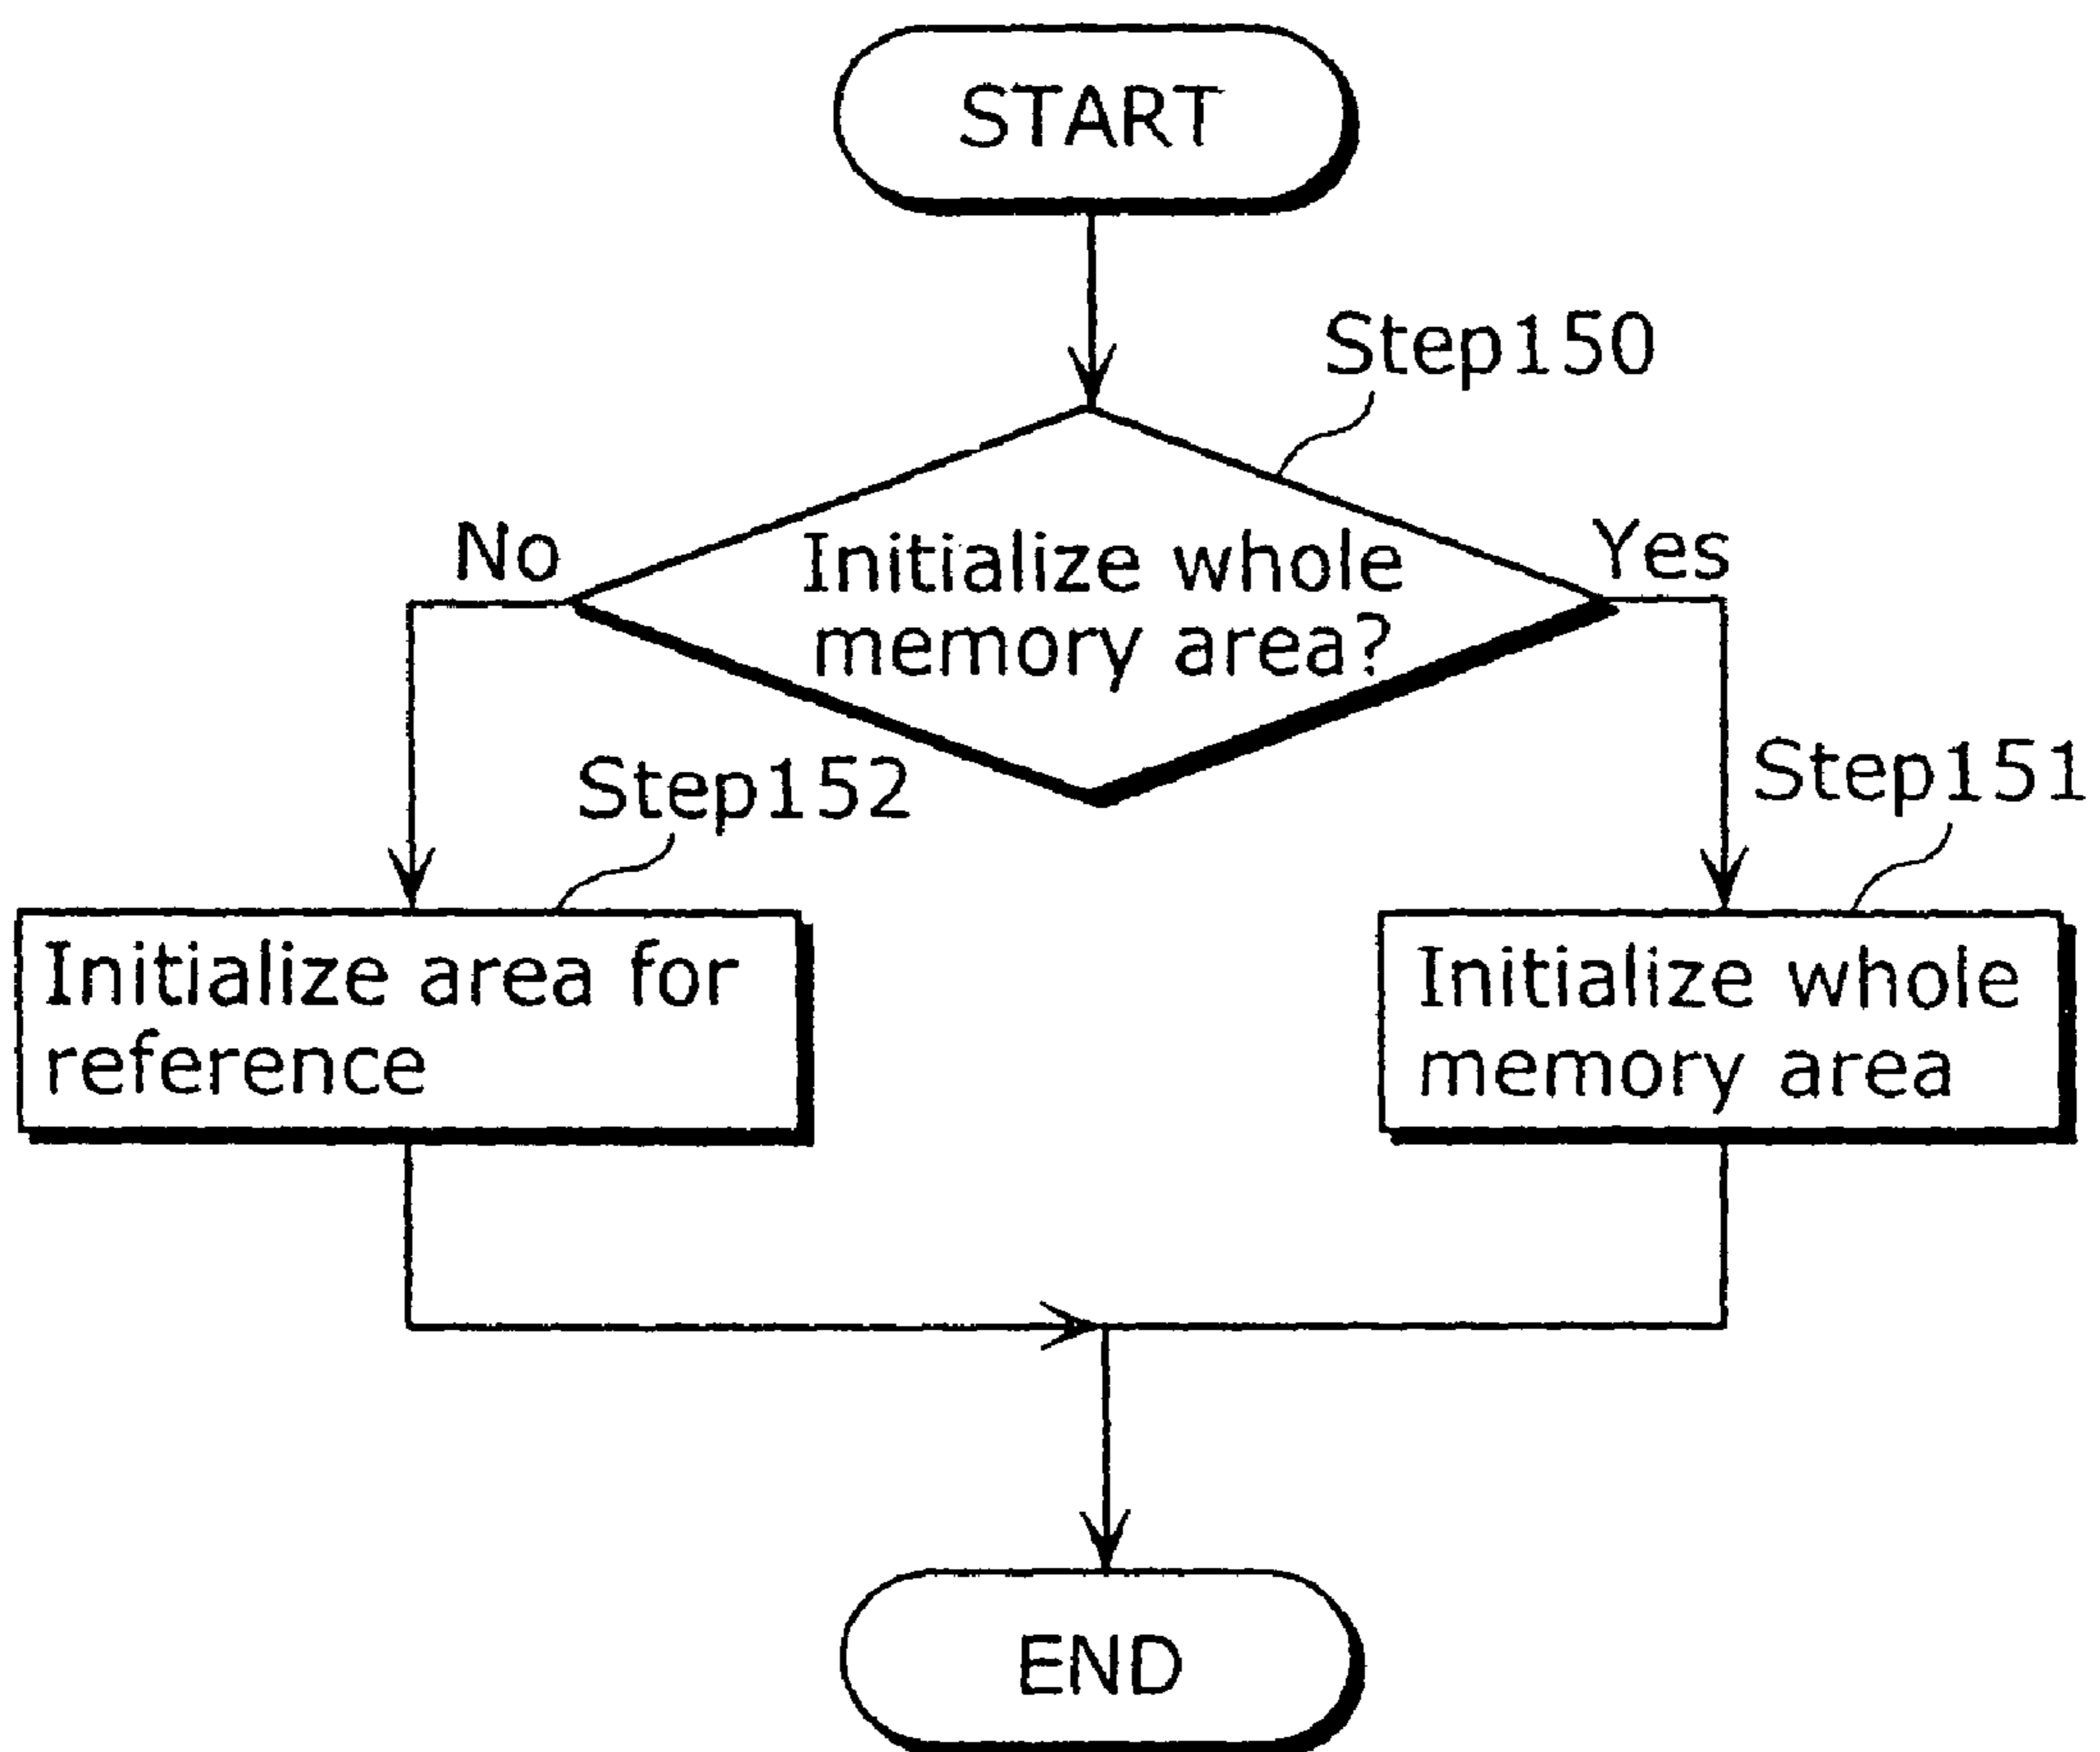 START
Step150
No
Initialize whole
memory area?
Yes
Step152
Step151
Initialize area for
reference
Initialize whole
memory area
END